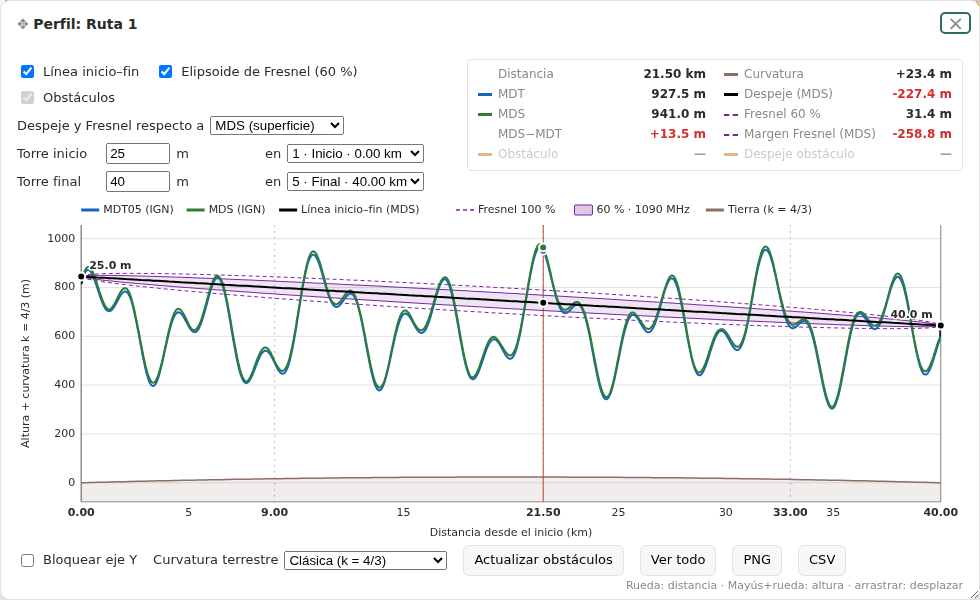 ✥ Perfil: Ruta 1
Línea inicio–fin Elipsoide de Fresnel (60 %)
Obstáculos
Despeje y Fresnel respecto a MDS (superficie)
Torre inicio 25 m en 1 · Inicio · 0.00 km
Torre final 40 m en 5 · Final · 40.00 km
Distancia 21.50 km
MDT 927.5 m
MDS 941.0 m
MDS−MDT +13.5 m
Obstáculo —
Curvatura +23.4 m
Despeje (MDS) -227.4 m
Fresnel 60 % 31.4 m
Margen Fresnel (MDS) -258.8 m
Despeje obstáculo —
MDT05 (IGN) MDS (IGN) Línea inicio–fin (MDS) Fresnel 100 % 60 % · 1090 MHz Tierra (k = 4/3)
Altura + curvatura k = 4/3 (m)
1000
800
600
400
200
0
25.0 m
40.0 m
0.00 5 9.00 15 21.50 25 30 33.00 35 40.00
Distancia desde el inicio (km)
Bloquear eje Y Curvatura terrestre Clásica (k = 4/3) Actualizar obstáculos Ver todo PNG CSV
Rueda: distancia · Mayús+rueda: altura · arrastrar: desplazar